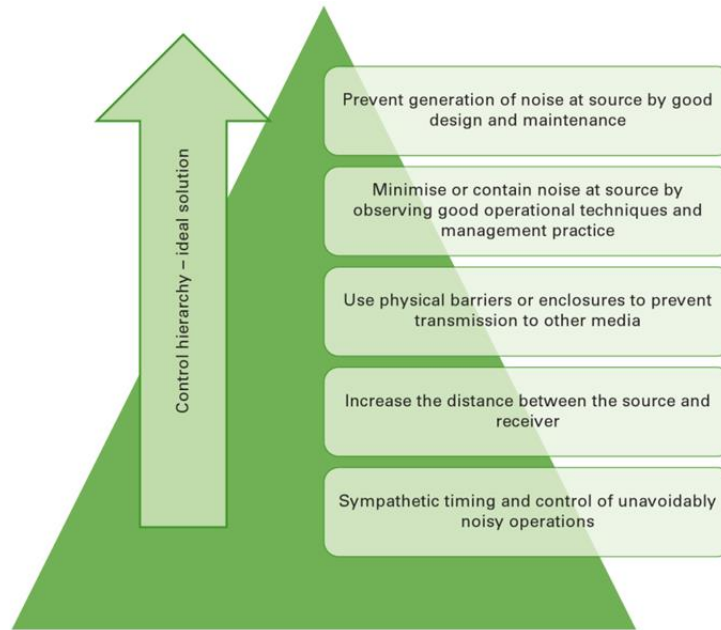 Control hierarchy – ideal solution
Prevent generation of noise at source by good
design and maintenance
Minimise or contain noise at source by
observing good operational techniques and
management practice
Use physical barriers or enclosures to prevent
transmission to other media
Increase the distance between the source and
receiver
Sympathetic timing and control of unavoidably
noisy operations